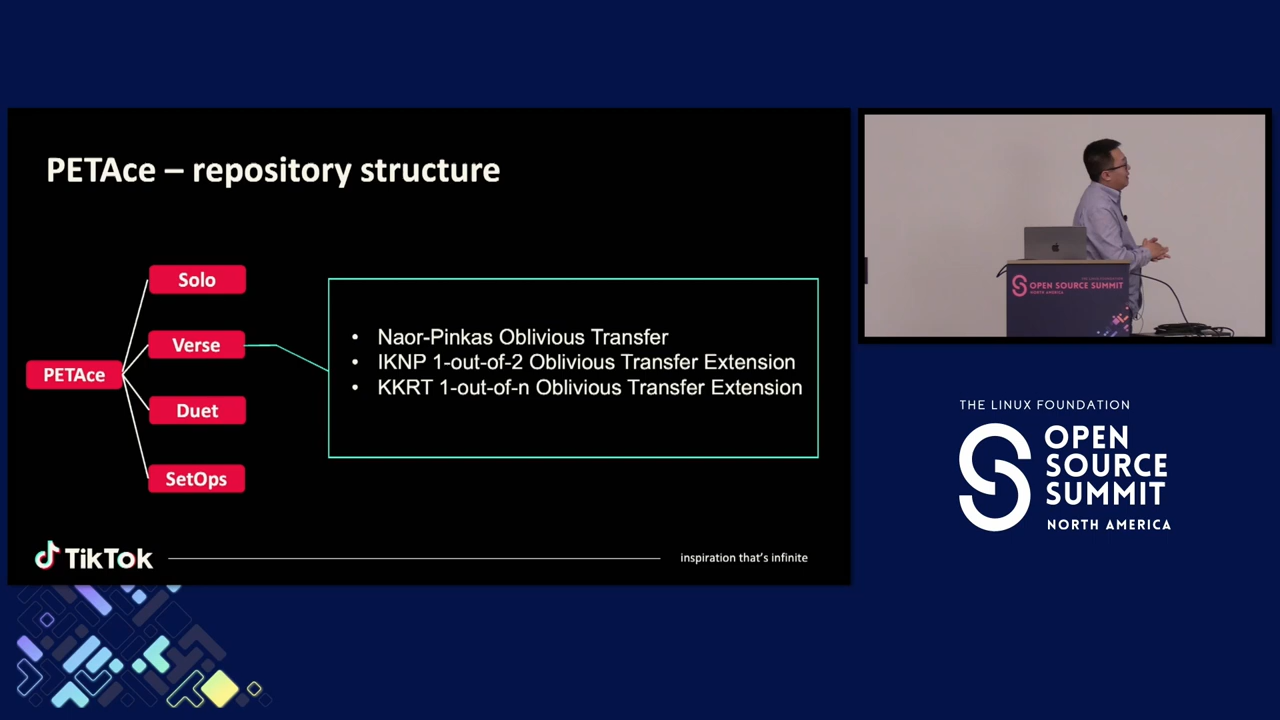 PETAce – repository structure
Solo
Verse
PETAce
Duet
SetOps
• Naor-Pinkas Oblivious Transfer
• IKNP 1-out-of-2 Oblivious Transfer Extension
• KKRT 1-out-of-n Oblivious Transfer Extension
TikTok
inspiration that's infinite
OPEN SOURCE SUMMIT
NORTH AMERICA
THE LINUX FOUNDATION
OPEN
SOURCE
SUMMIT
NORTH AMERICA